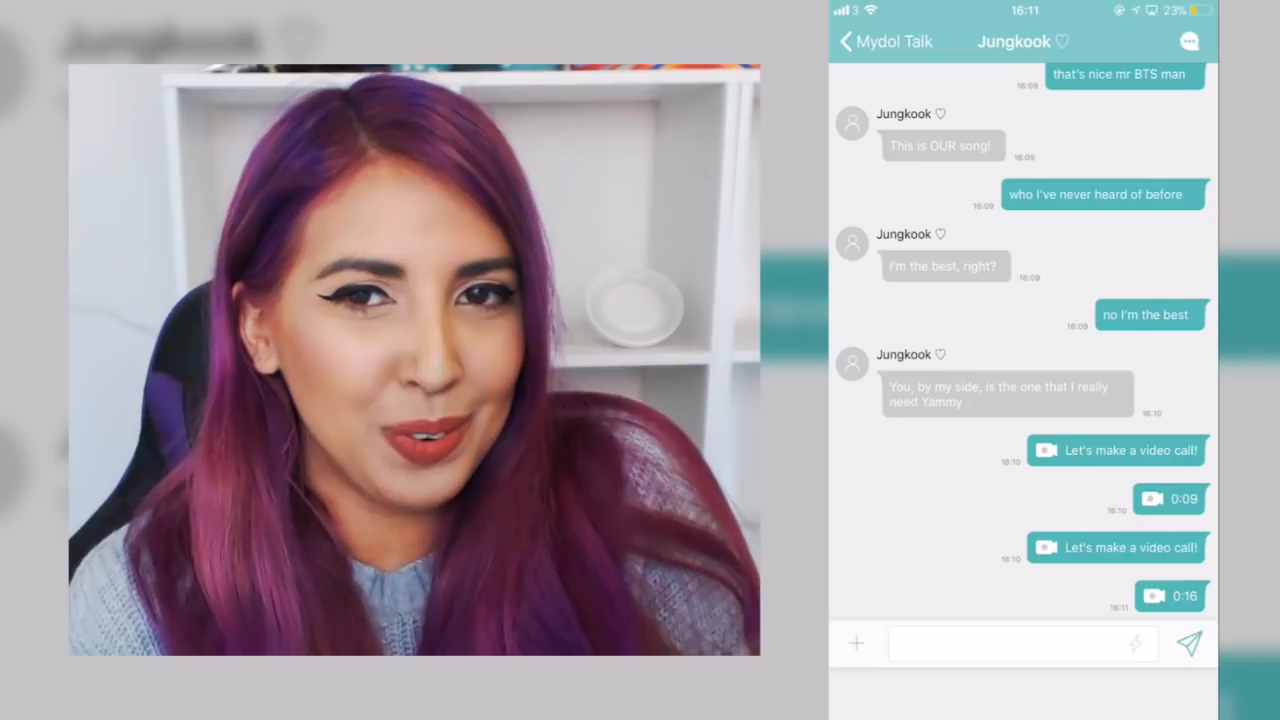 Jungkook ♡
3
16:11
23%
Mydol Talk
Jungkook ♡
that's nice mr BTS man
16:09
Jungkook ♡
This is OUR song!
16:09
who I've never heard of before
16:09
Jungkook ♡
I'm the best, right?
16:09
no I'm the best
16:09
Jungkook ♡
You, by my side, is the one that I really
need Yammy .
16:10
Let's make a video call!
16:10
0:09
16:10
Let's make a video call!
16:10
0:16
16:11